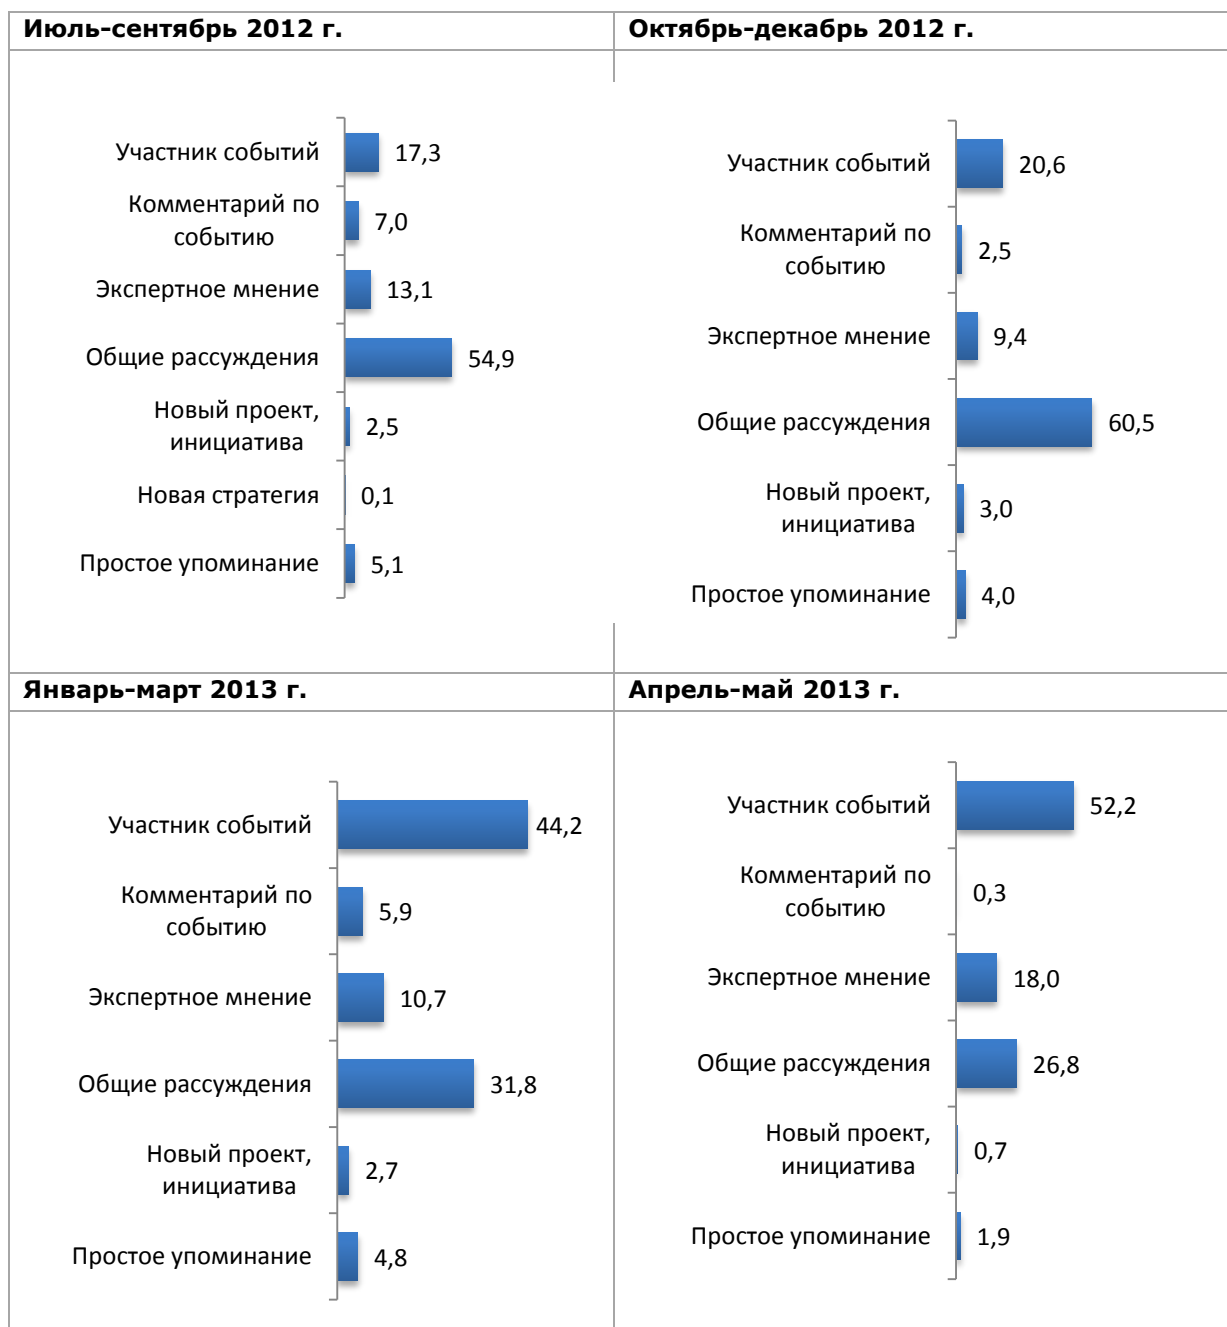 Июль-сентябрь 2012 г.
Октябрь-декабрь 2012 г.
Участник событий
17,3
Комментарий по
событию
7,0
Экспертное мнение
13,1
Общие рассуждения
54,9
Новый проект,
инициатива
2,5
Новая стратегия
0,1
Простое упоминание
5,1
Участник событий
20,6
Комментарий по
событию
2,5
Экспертное мнение
9,4
Общие рассуждения
60,5
Новый проект,
инициатива
3,0
Простое упоминание
4,0
Январь-март 2013 г.
Апрель-май 2013 г.
Участник событий
44,2
Комментарий по
событию
5,9
Экспертное мнение
10,7
Общие рассуждения
31,8
Новый проект,
инициатива
2,7
Простое упоминание
4,8
Участник событий
52,2
Комментарий по
событию
0,3
Экспертное мнение
18,0
Общие рассуждения
26,8
Новый проект,
инициатива
0,7
Простое упоминание
1,9